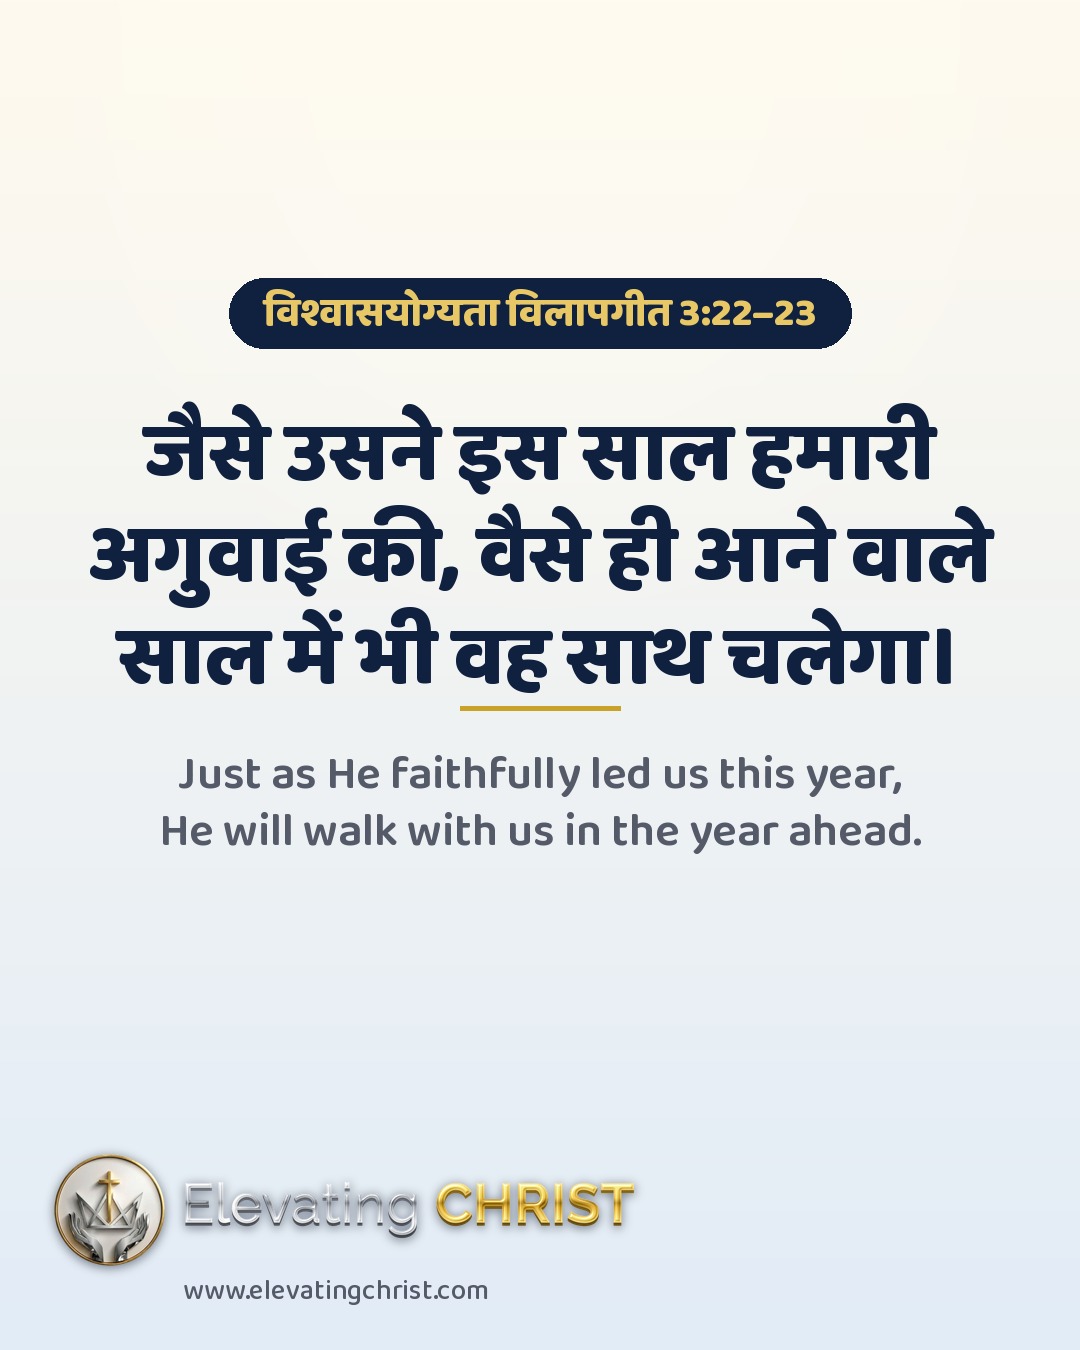 विश्वासयोग्यता विलापगीत 3:22–23
जैसे उसने इस साल हमारी
अगुवाई की, वैसे ही आने वाले
साल में भी वह साथ चलेगा।
Just as He faithfully led us this year,
He will walk with us in the year ahead.
Elevating CHRIST
www.elevatingchrist.com